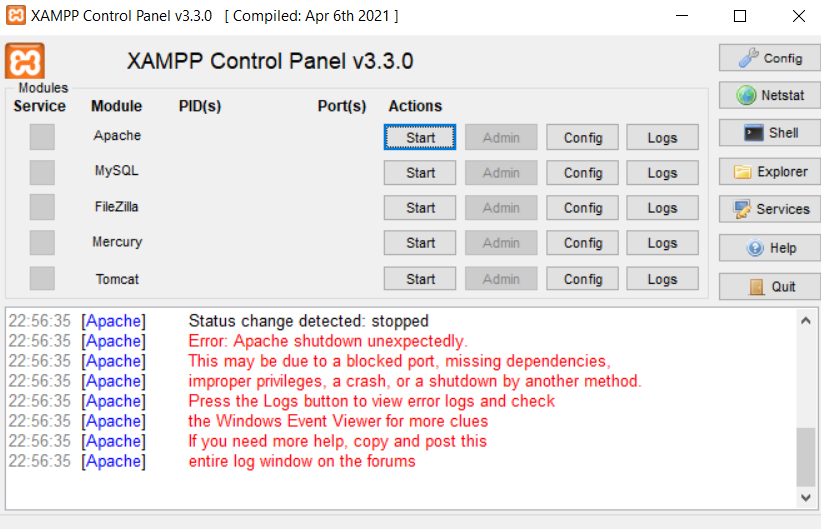 XAMPP Control Panel v3.3.0 [ Compiled: Apr 6th 2021 ]
XAMPP Control Panel v3.3.0
Config
Modules
Service Module PID(s) Port(s) Actions
Netstat
Apache Start Admin Config Logs
Shell
MySQL Start Admin Config Logs
Explorer
FileZilla Start Admin Config Logs
Services
Mercury Start Admin Config Logs
Help
Tomcat Start Admin Config Logs
Quit
22:56:35 [Apache] Status change detected: stopped
22:56:35 [Apache] Error: Apache shutdown unexpectedly.
22:56:35 [Apache] This may be due to a blocked port, missing dependencies,
22:56:35 [Apache] improper privileges, a crash, or a shutdown by another method.
22:56:35 [Apache] Press the Logs button to view error logs and check
22:56:35 [Apache] the Windows Event Viewer for more clues
22:56:35 [Apache] If you need more help, copy and post this
22:56:35 [Apache] entire log window on the forums